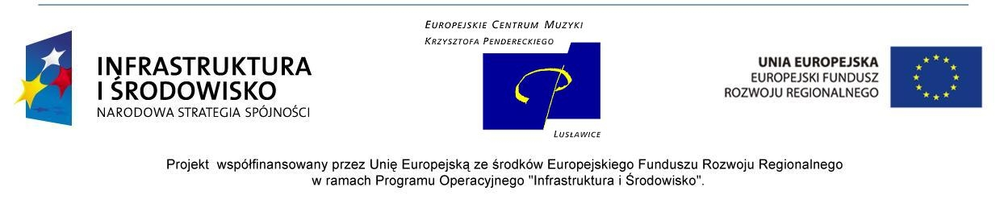 EUROPEJSKIE CENTRUM MUZYKI
KRZYSZTOFA PENDERECKIEGO
INFRASTRUKTURA
I ŚRODOWISKO
NARODOWA STRATEGIA SPÓJNOŚCI
LUSŁAWICE
UNIA EUROPEJSKA
EUROPEJSKI FUNDUSZ
ROZWOJU REGIONALNEGO
Projekt współfinansowany przez Unię Europejską ze środków Europejskiego Funduszu Rozwoju Regionalnego
w ramach Programu Operacyjnego "Infrastruktura i Środowisko".